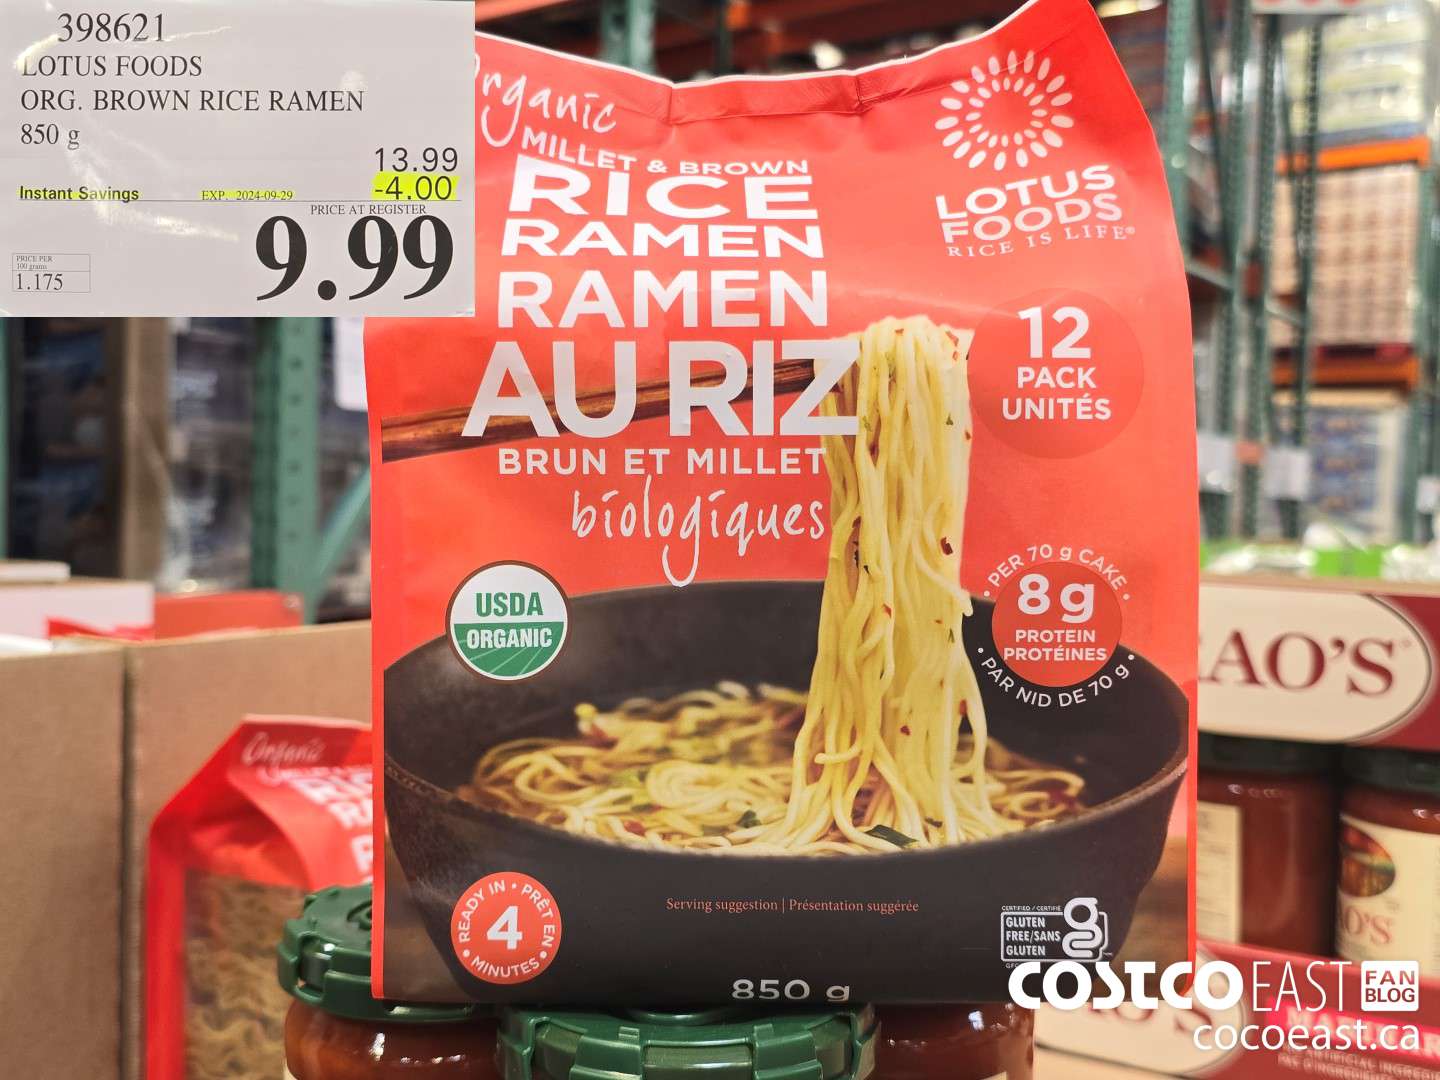 398621
LOTUS FOODS
ORG. BROWN RICE RAMEN
850 g
13.99
Instant Savings EXP. 2024-09-29 -4.00
PRICE AT REGISTER
9.99
PRICE PER
100 grams
1.175
Organic
MILLET & BROWN
RICE
RAMEN
RAMEN
AU RIZ
BRUN ET MILLET
biologiques
LOTUS
FOODS
RICE IS LIFE®
12
PACK
UNITÉS
PER 70 g CAKE
8g
PROTEIN
PROTÉINES
PAR NID DE 70 g
USDA
ORGANIC
READY IN • PRÊT EN
4
MINUTES
Serving suggestion | Présentation suggérée
CERTIFIED / CERTIFIÉ
GLUTEN
FREE/SANS
GLUTEN
850 g
AO'S
Organic
O'S
COSTCO EAST FAN
BLOG
cocoeast.ca